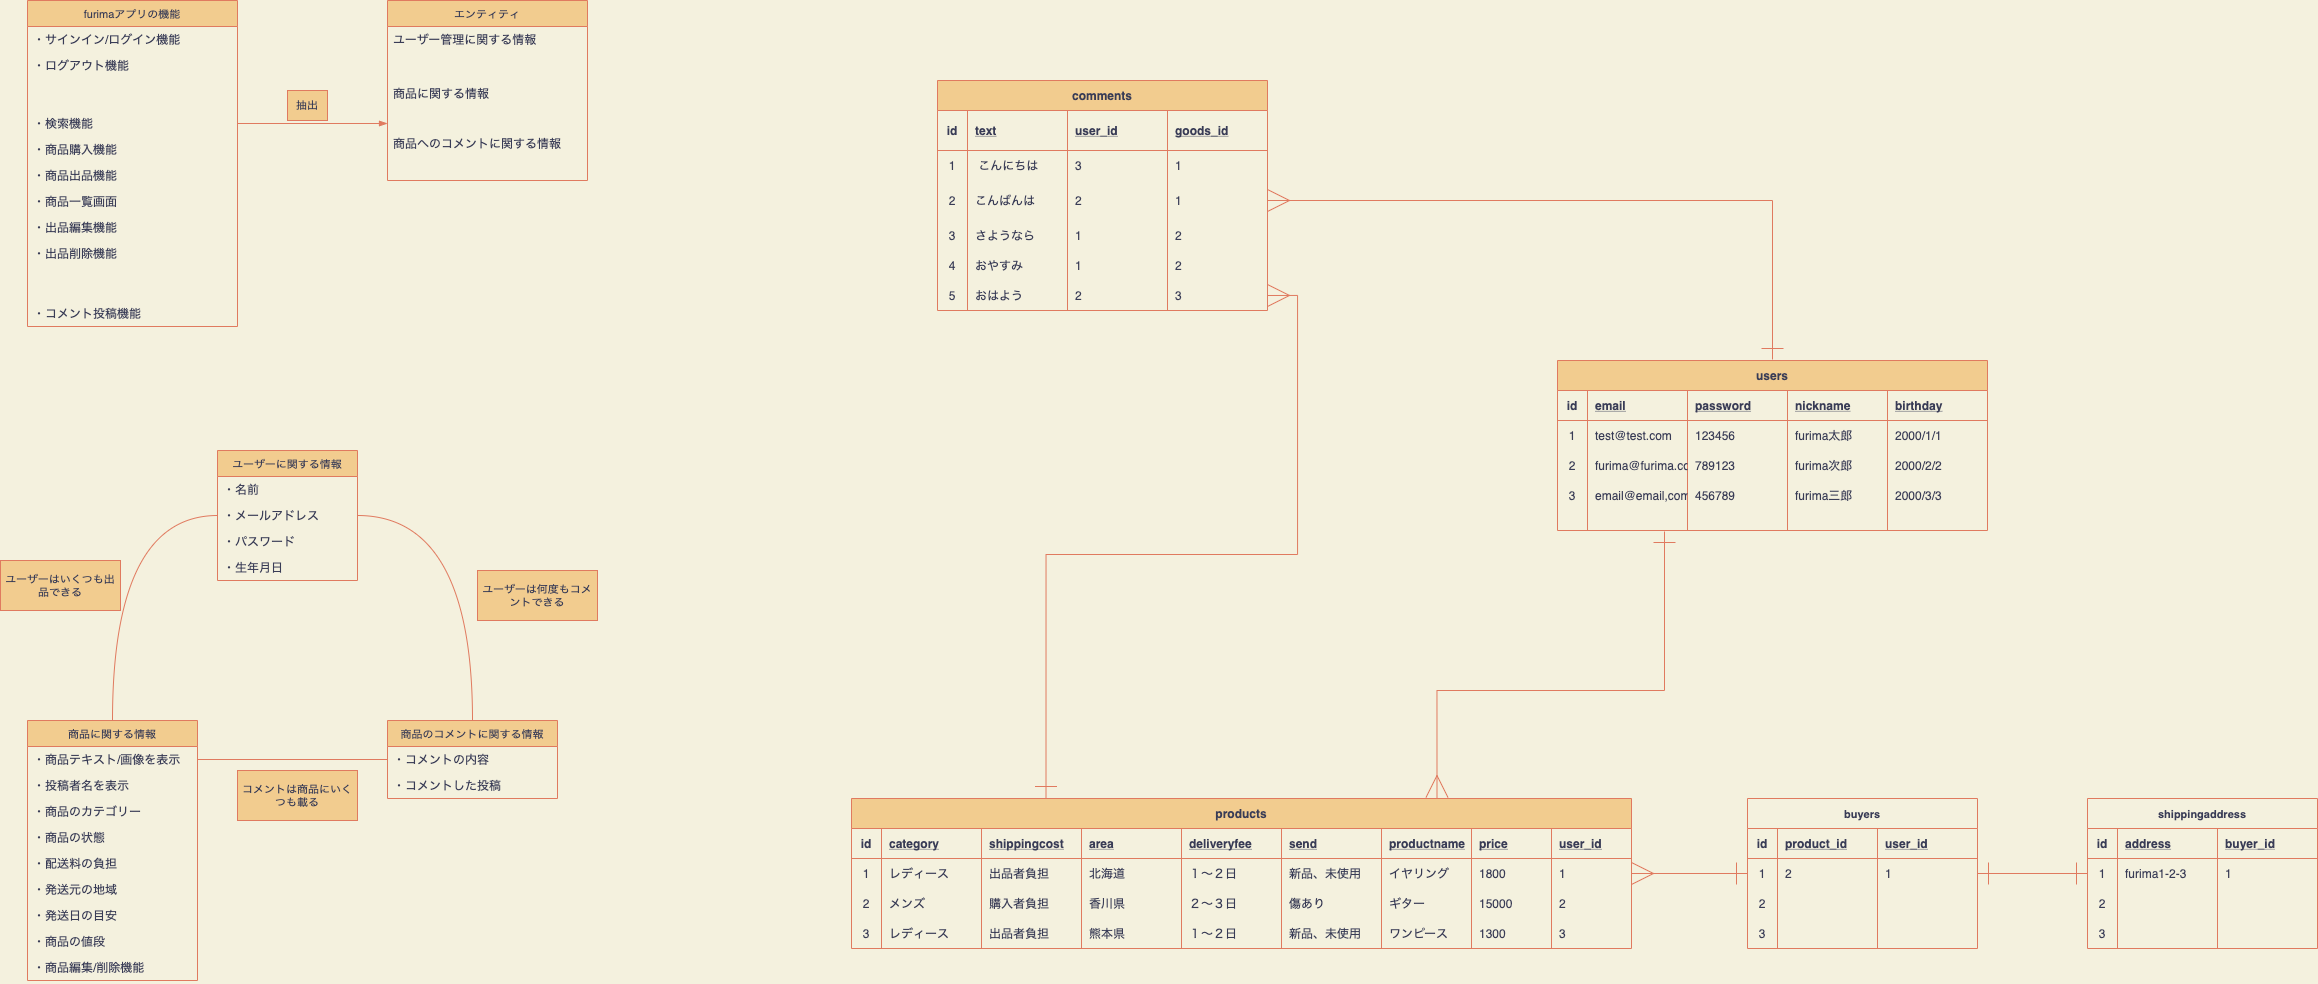 furimaアプリの機能
・サインイン/ログイン機能
・ログアウト機能
・検索機能
・商品購入機能
・商品出品機能
・商品一覧画面
・出品編集機能
・出品削除機能
・コメント投稿機能
抽出
エンティティ
ユーザー管理に関する情報
商品に関する情報
商品へのコメントに関する情報
ユーザーに関する情報
・名前
・メールアドレス
・パスワード
・生年月日
ユーザーはいくつも出
品できる
ユーザーは何度もコメ
ントできる
商品に関する情報
・商品テキスト/画像を表示
・投稿者名を表示
・商品のカテゴリー
・商品の状態
・配送料の負担
・発送元の地域
・発送日の目安
・商品の値段
・商品編集/削除機能
コメントは商品にいく
つも載る
商品のコメントに関する情報
・コメントの内容
・コメントした投稿
comments
id text user_id goods_id
1 こんにちは 3 1
2 こんばんは 2 1
3 さようなら 1 2
4 おやすみ 1 2
5 おはよう 2 3
users
id email password nickname birthday
1 test@test.com 123456 furima太郎 2000/1/1
2 furima@furima.co 789123 furima次郎 2000/2/2
3 email@email,com 456789 furima三郎 2000/3/3
products
id category shippingcost area deliveryfee send productname price user_id
1 レディース 出品者負担 北海道 １〜２日 新品、未使用 イヤリング 1800 1
2 メンズ 購入者負担 香川県 ２〜３日 傷あり ギター 15000 2
3 レディース 出品者負担 熊本県 １〜２日 新品、未使用 ワンピース 1300 3
buyers
id product_id user_id
1 2 1
2
3
shippingaddress
id address buyer_id
1 furima1-2-3 1
2
3